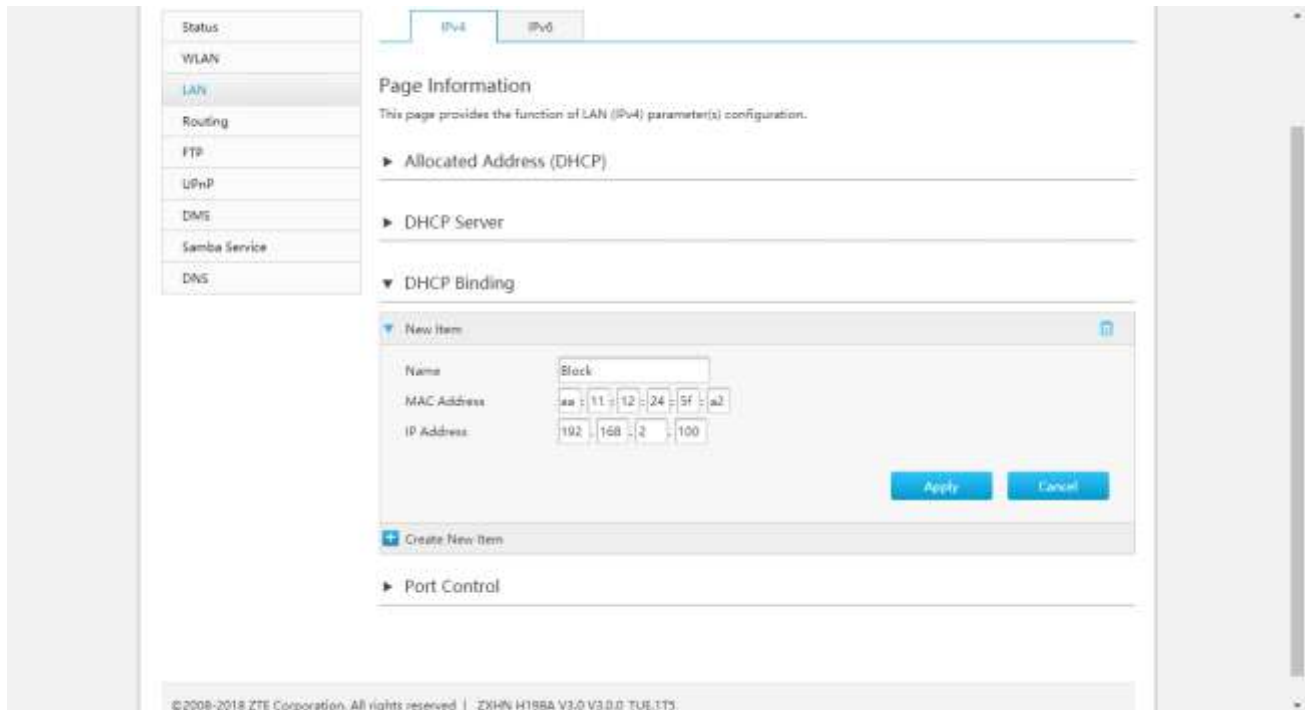 Status
WLAN
LAN
Routing
FTP
UPnP
DMS
Samba Service
DNS
IPv4 IPv6
Page Information
This page provides the function of LAN (IPv4) parameter(s) configuration.
Allocated Address (DHCP)
DHCP Server
DHCP Binding
New Item
Name Block
MAC Address aa : 11 : 12 : 24 : 5f : a2
IP Address 192 . 168 . 2 . 100
Apply Cancel
Create New Item
Port Control
©2008-2018 ZTE Corporation. All rights reserved | ZXHN H198A V3.0 V3.0.0_TUE.1T5